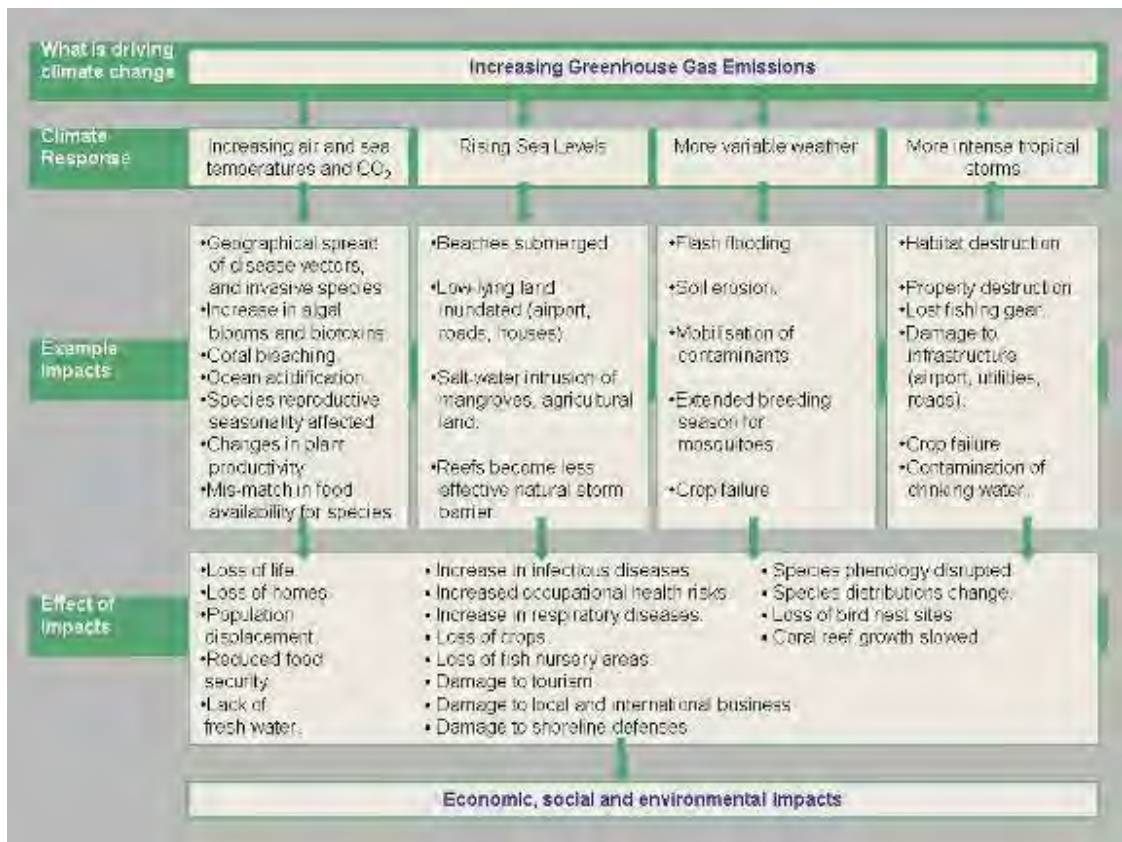 What is driving
climate change
Increasing Greenhouse Gas Emissions
Climate
Response
Increasing air and sea
temperatures and CO₂
Rising Sea Levels
More variable weather
More intense tropical
storms
Example
Impacts
•Geographical spread
of disease vectors,
and invasive species
•Increase in algal
blooms and biotoxins
•Coral bleaching
•Ocean acidification
•Species reproductive
seasonality affected
•Changes in plant
productivity
•Mis-match in food
availability for species
•Beaches submerged
•Low-lying land
inundated (airport,
roads, houses)
•Salt-water intrusion of
mangroves, agricultural
land.
•Reefs become less
effective natural storm
barrier
•Flash flooding
•Soil erosion.
•Mobilisation of
contaminants
•Extended breeding
season for
mosquitoes
•Crop failure
•Habitat destruction
•Property destruction
•Lost fishing gear.
•Damage to
infrastructure
(airport, utilities,
roads).
•Crop failure
•Contamination of
drinking water.
Effect of
Impacts
•Loss of life.
•Loss of homes
•Population
displacement.
•Reduced food
security
•Lack of
fresh water.
• Increase in infectious diseases
• Increased occupational health risks
• Increase in respiratory diseases.
• Loss of crops
• Loss of fish nursery areas
• Damage to tourism
• Damage to local and international business
• Damage to shoreline defenses
• Species phenology disrupted
• Species distributions change.
• Loss of bird nest sites
• Coral reef growth slowed
Economic, social and environmental impacts